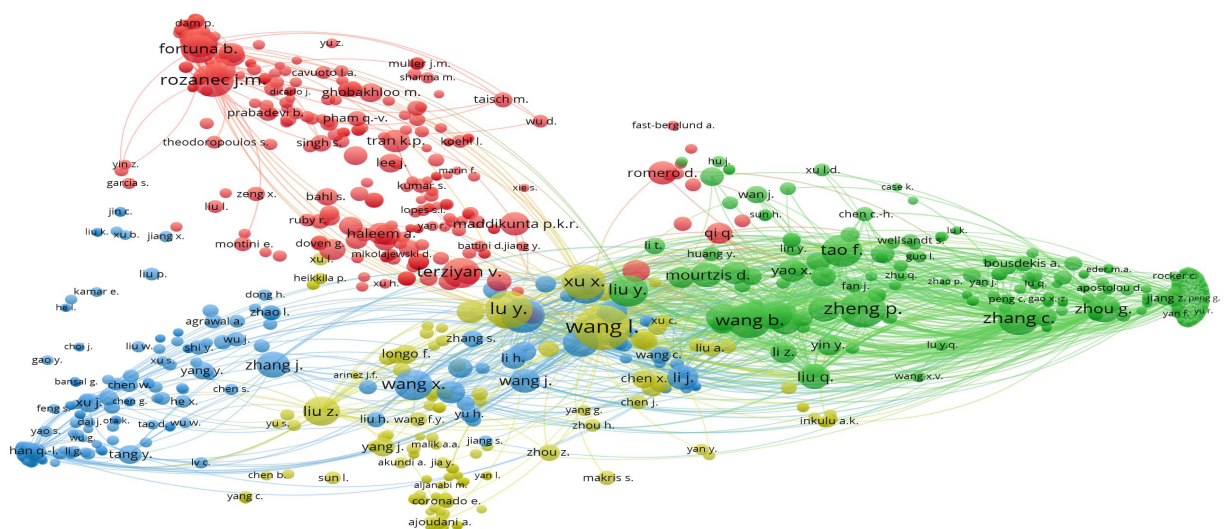 dam p.
fortuna b.
yu z.
rozanec j.m.
cavuoto l.a.
muller j.m.
sharma m.
dicarlo j.
ghobakhloo m.
taisch m.
prabadevi b.
pham q.-v.
wu d.
fast-berglund a.
theodoropoulos s.
singh s.
tran k.p.
koehl l.
lee j.
hu j.
yin z.
marin f.
romero d.
xu l.d.
garcia s.
kumar s.
xie s.
case k.
zeng x.
bahl s.
wan j.
jin c.
liu l.
lopes s.l.
sun h.
chen c.-h.
ruby r.
yan r.
maddikunta p.k.r.
liu k.
xu b.
jiang x.
haleem a.
qi q.
lu k.
montini e.
doven g.
battini d.
jiang y.
li t.
lin y.
tao f.
wellsandt s.
mikolajewski d.
huang y.
guo l.
xu l.
liu p.
heikkila p.
xu h.
terziyan v.
mourtzis d.
yao x.
zhu q.
zhao p.
yan j.
bousdekis a.
eder m.a.
rocker c.
kamar e.
xu x.
liu y.
fan j.
lu q.
apostolou d.
jiang z.
peng g.
he l.
dong h.
peng c.
gao x.-z.
zhao l.
lu y.
zheng p.
zhang c.
zhou g.
yan f.
yu r.
agrawal a.
wang l.
xu c.
wang b.
choi j.
liu w.
wu j.
zhang s.
liu a.
yin y.
lu y.q.
shi y.
longo f.
li h.
wang c.
li z.
gao y.
xu s.
yang y.
zhang j.
arinez j.f.
bansal g.
chen w.
he x.
chen s.
wang x.
wang j.
chen x.
li j.
liu q.
wang x.v.
feng s.
xu j.
chen g.
chen j.
dai j.
ota k.
tao d.
wu w.
yu s.
liu z.
liu h.
wang f.y.
yu h.
yang g.
zhou h.
inkulu a.k.
yao s.
wu g.
han q.-l.
li g.
tang y.
lv c.
yang j.
malik a.a.
jiang s.
zhou z.
yan y.
akundi a.
jia y.
chen b.
sun l.
yan l.
makris s.
aljanabi m.
yang c.
coronado e.
ajoudani a.